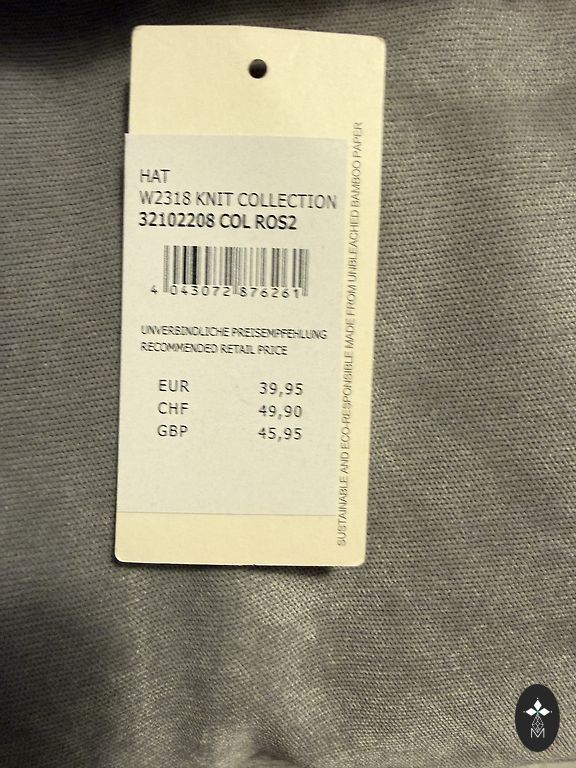 HAT
W2318 KNIT COLLECTION
32102208 COL ROS2
4 043072 876261
UNVERBINDLICHE PREISEMPFEHLUNG
RECOMMENDED RETAIL PRICE
EUR 39,95
CHF 49,90
GBP 45,95
SUSTAINABLE AND ECO-RESPONSIBLE MADE FROM UNBLEACHED BAMBOO PAPER
M